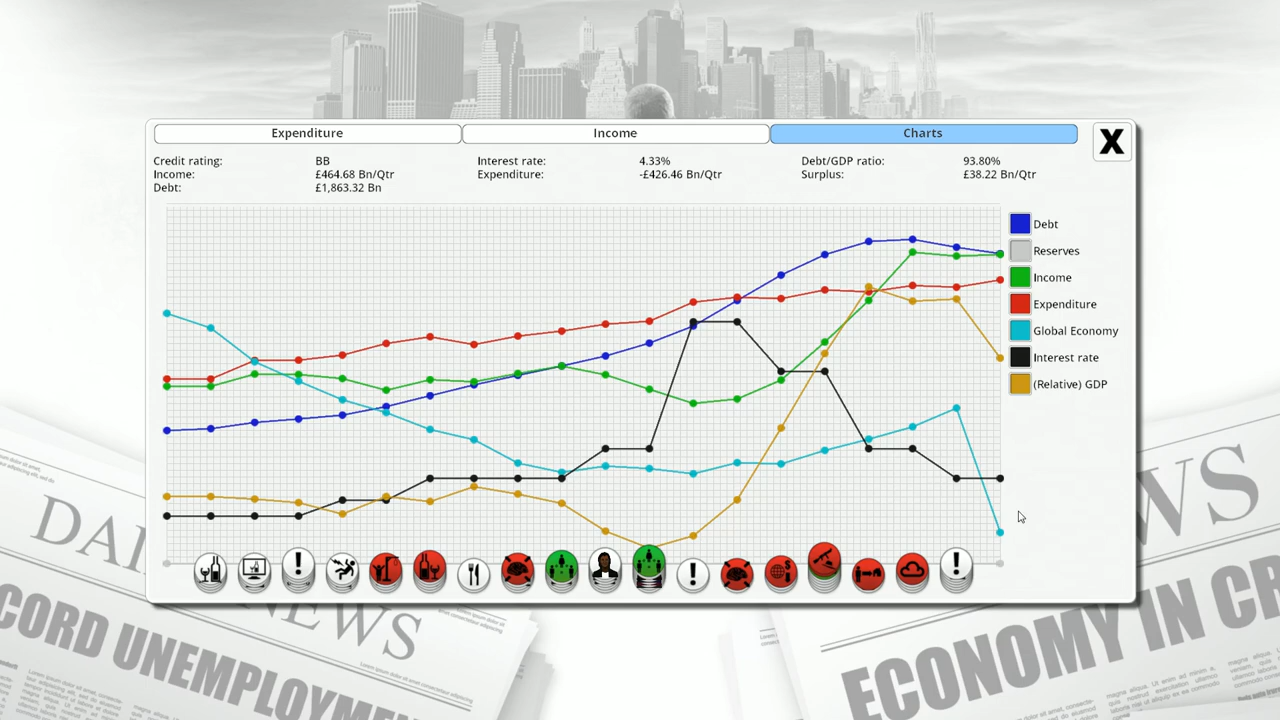 Expenditure
Income
Charts
X
Credit rating: BB Interest rate: 4.33% Debt/GDP ratio: 93.80%
Income: £464.68 Bn/Qtr Expenditure: -£426.46 Bn/Qtr Surplus: £38.22 Bn/Qtr
Debt: £1,863.32 Bn
Debt
Reserves
Income
Expenditure
Global Economy
Interest rate
(Relative) GDP
DAI
NEWS
CORD UNEMPLOYME
WS
ECONOMY IN CR